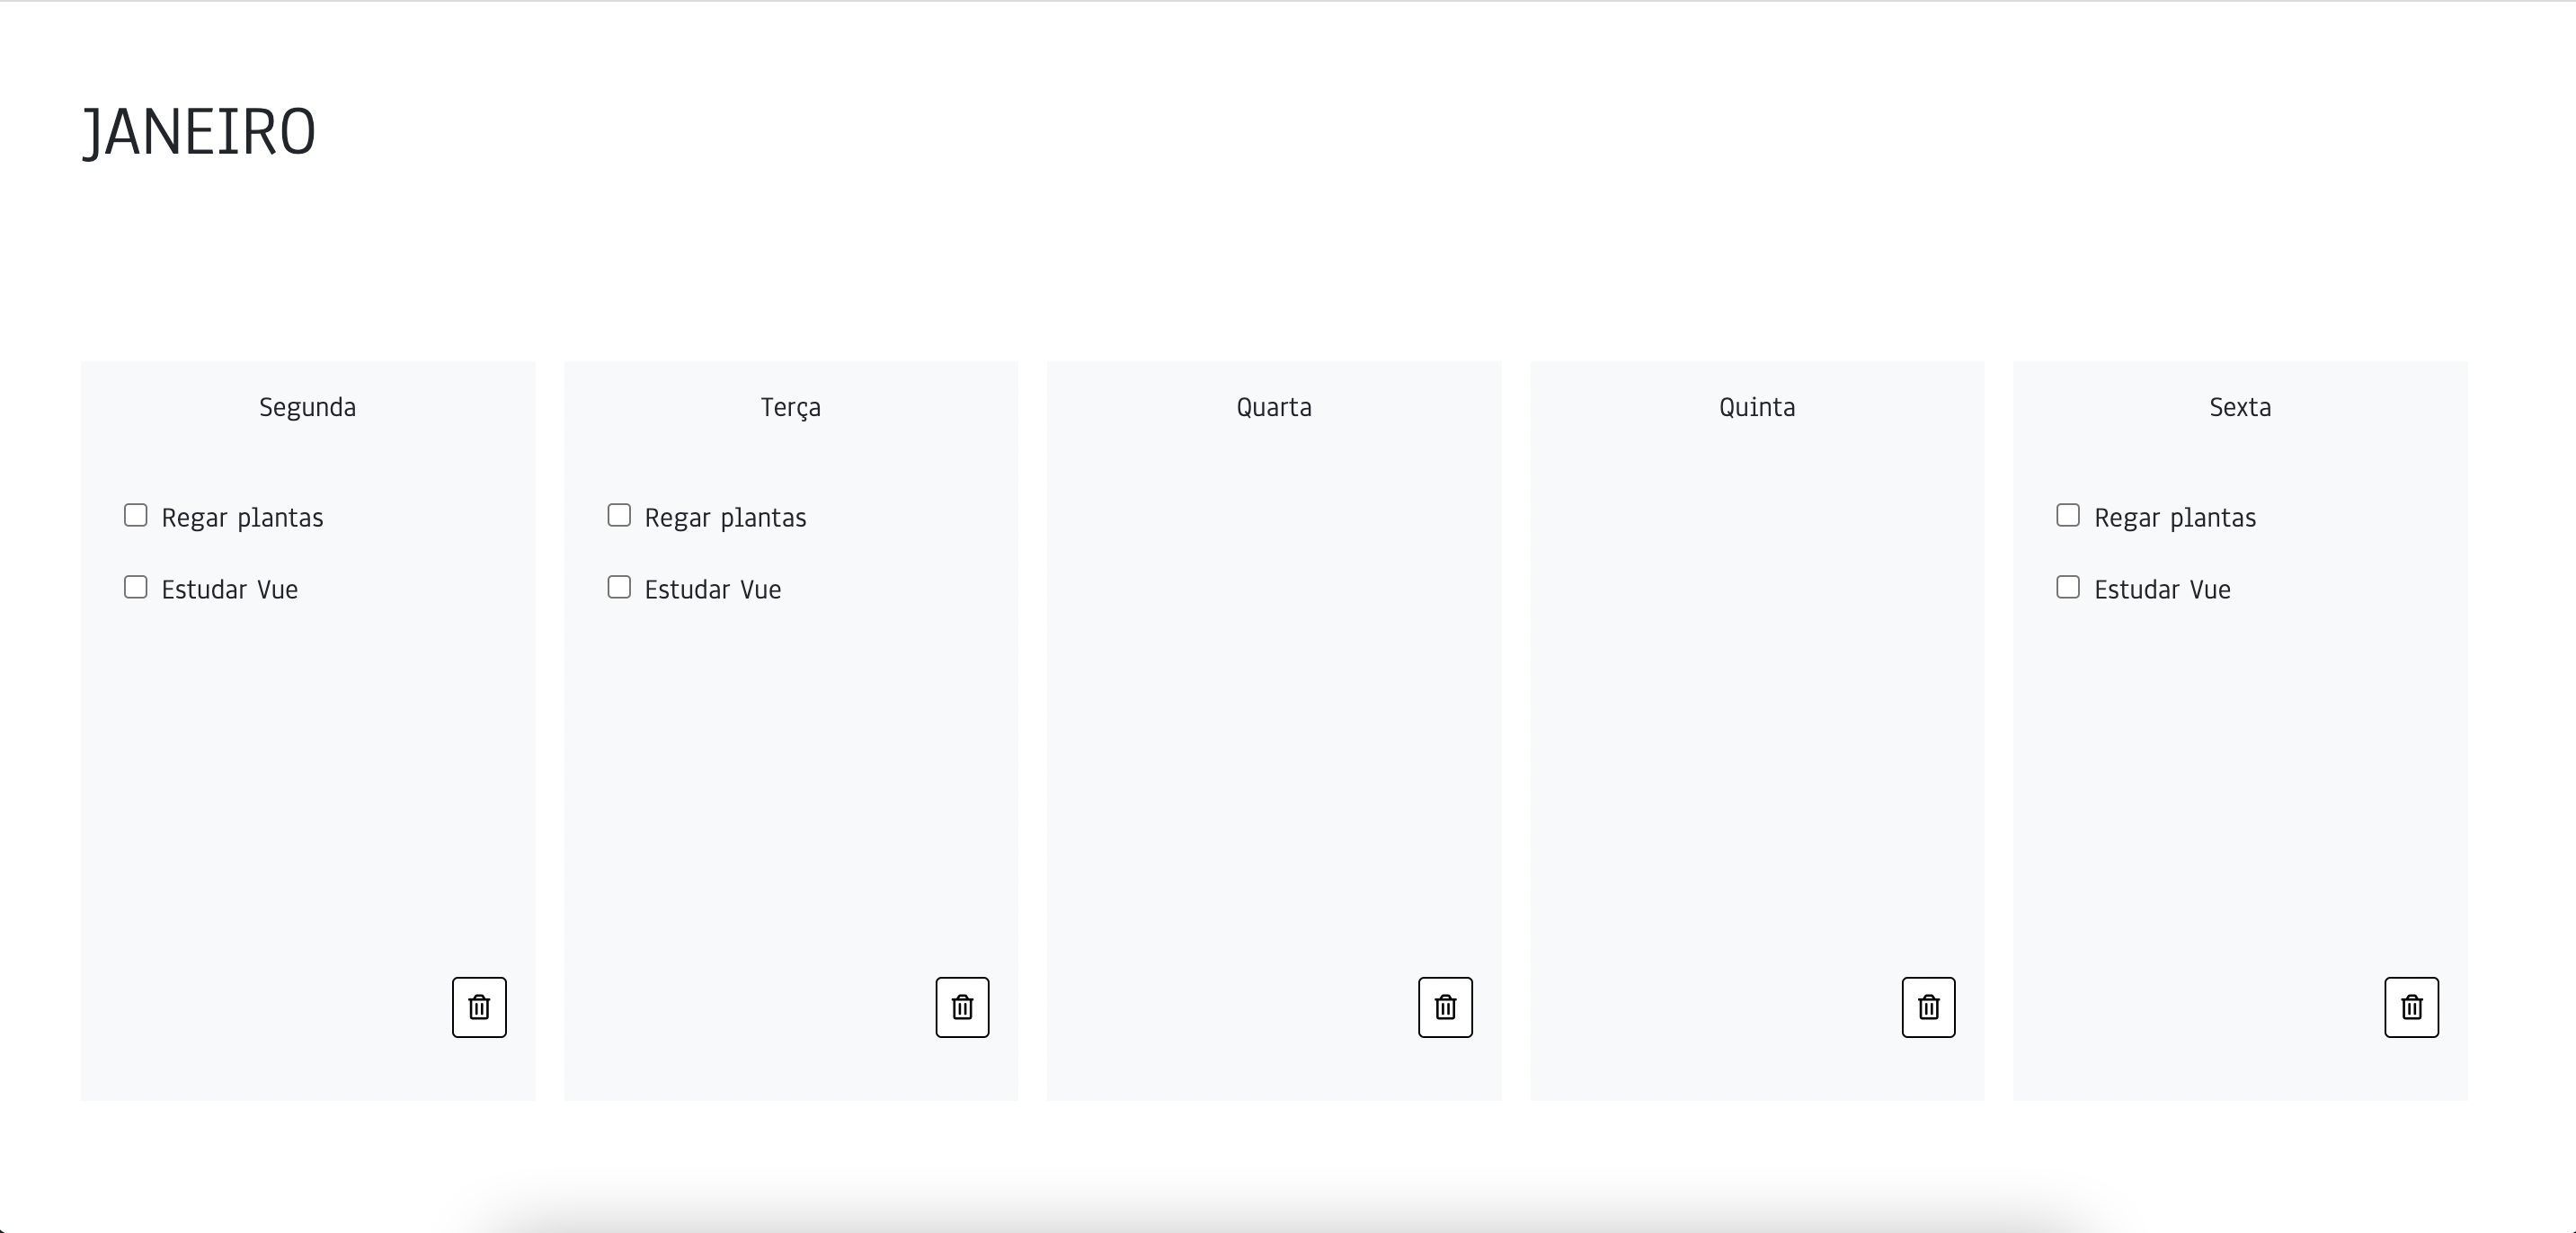 JANEIRO
Segunda
Regar plantas
Estudar Vue
Terça
Regar plantas
Estudar Vue
Quarta
Quinta
Sexta
Regar plantas
Estudar Vue